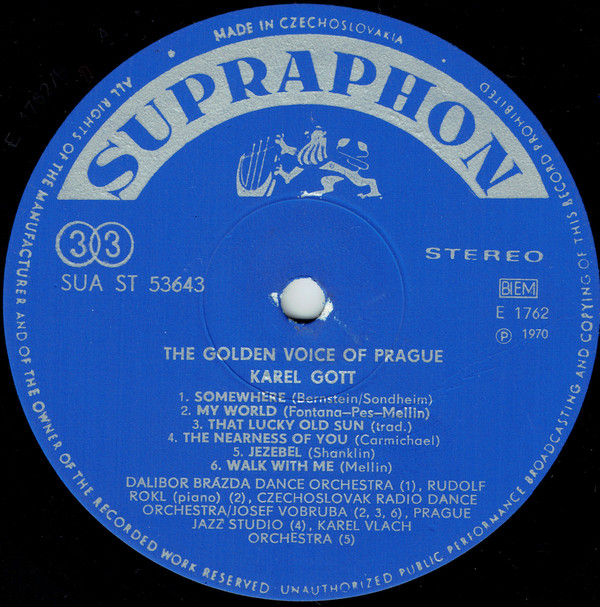 MADE IN CZECHOSLOVAKIA
ALL RIGHTS OF THE MANUFACTURER AND OF THE OWNER OF THE RECORDED WORK RESERVED · UNAUTHORIZED PUBLIC PERFORMANCE BROADCASTING AND COPYING OF THIS RECORD PROHIBITED
SUPRAPHON
33
STEREO
SUA ST 53643
BIEM
E 1762
Ⓟ 1970
THE GOLDEN VOICE OF PRAGUE
KAREL GOTT
1. SOMEWHERE (Bernstein/Sondheim)
2. MY WORLD (Fontana—Pes—Mellin)
3. THAT LUCKY OLD SUN (trad.)
4. THE NEARNESS OF YOU (Carmichael)
5. JEZEBEL (Shanklin)
6. WALK WITH ME (Mellin)
DALIBOR BRÁZDA DANCE ORCHESTRA (1), RUDOLF
ROKL (piano) (2), CZECHOSLOVAK RADIO DANCE
ORCHESTRA/JOSEF VOBRUBA (2, 3, 6), PRAGUE
JAZZ STUDIO (4), KAREL VLACH
ORCHESTRA (5)